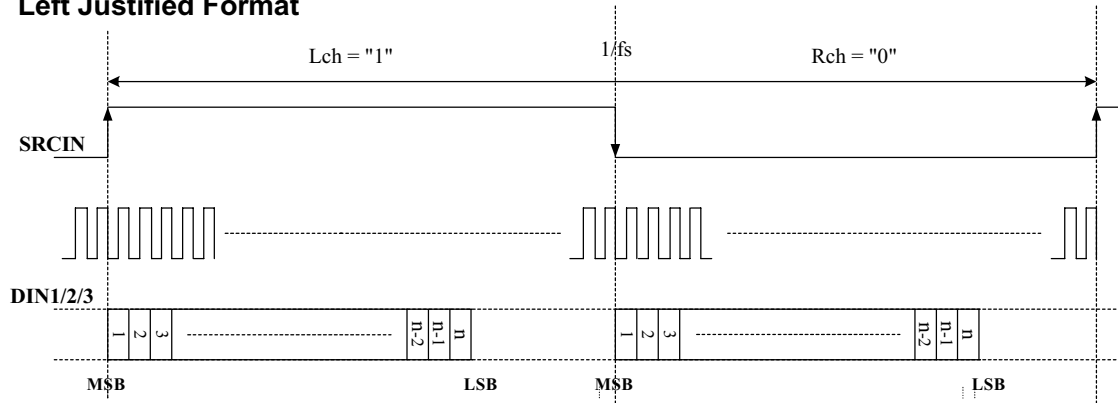 Left Justified Format
Lch = "1" 1/fs Rch = "0"
SRCIN
DIN1/2/3
1 2 3 n-2 n-1 n 1 2 3 n-2 n-1 n
MSB LSB MSB LSB